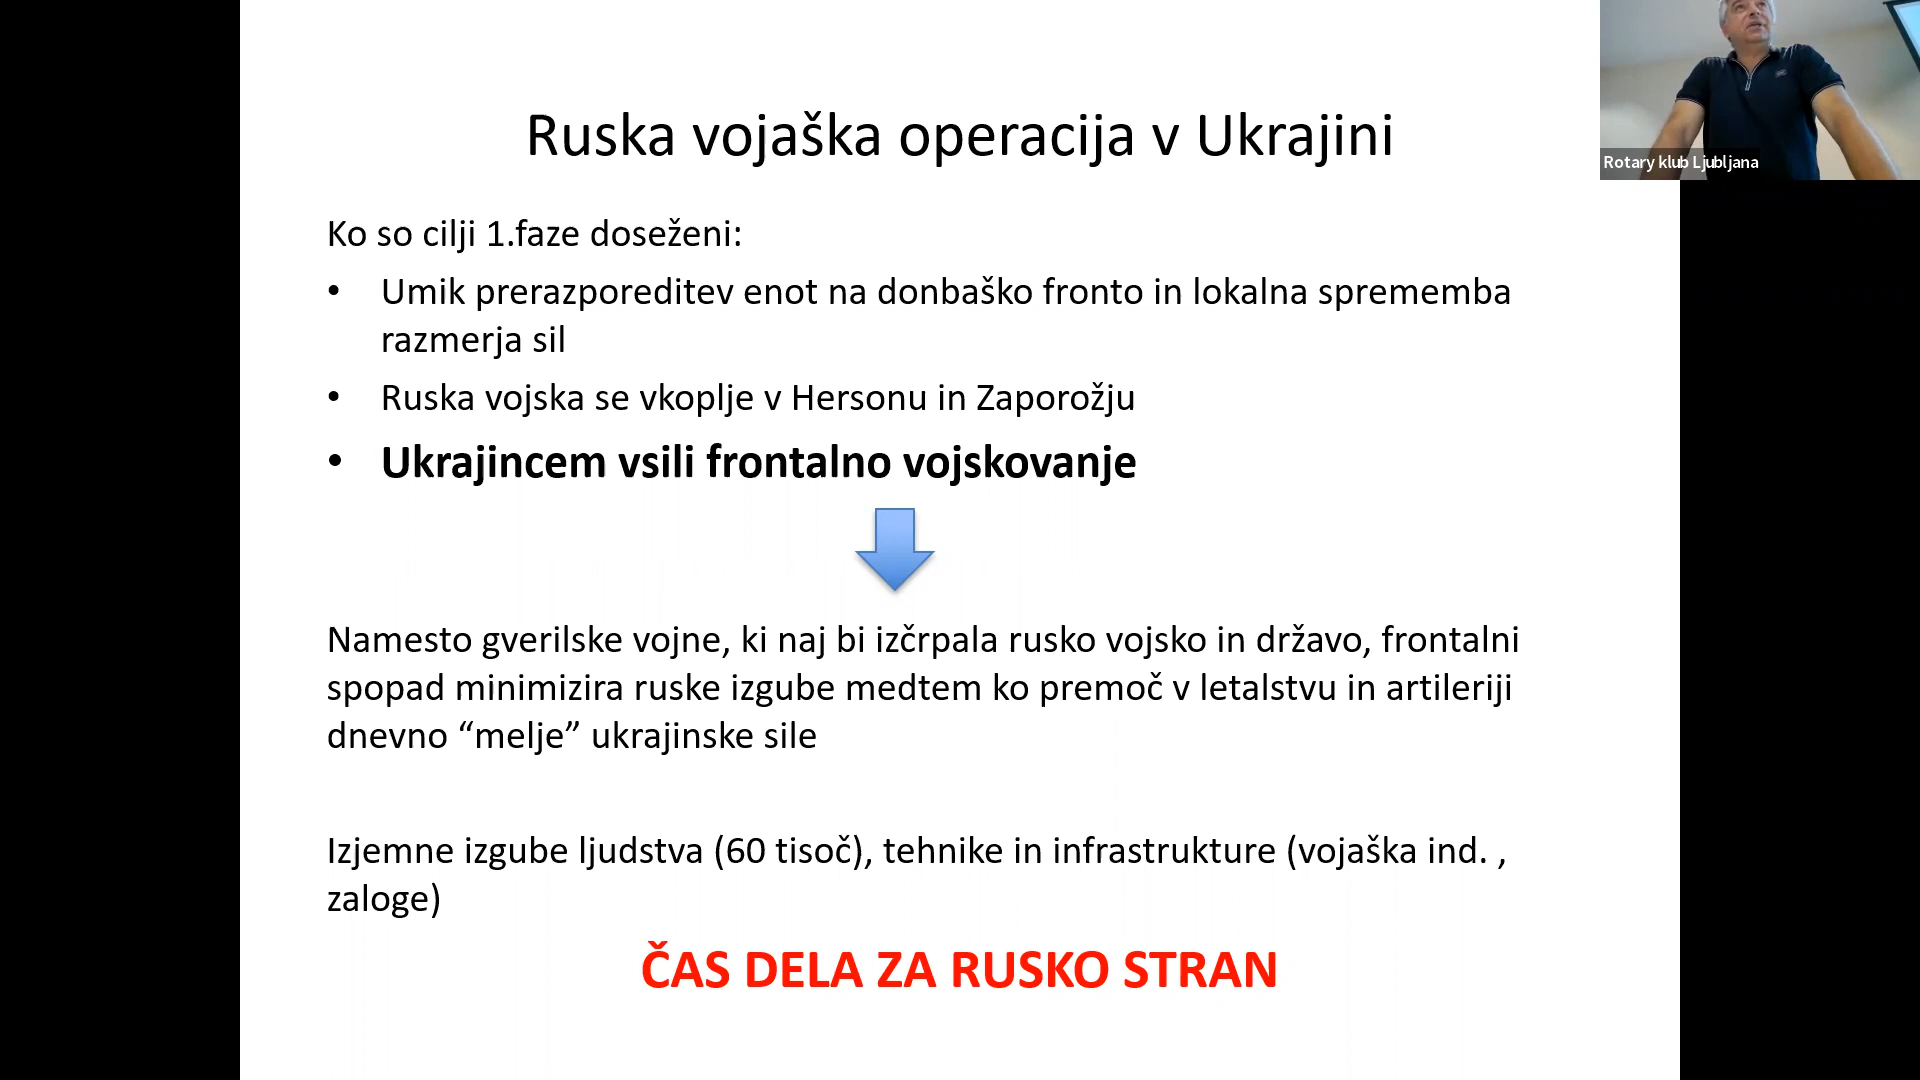 Ruska vojaška operacija v Ukrajini
Rotary klub Ljubljana
Ko so cilji 1.faze doseženi:
• Umik prerazporeditev enot na donbaško fronto in lokalna sprememba
razmerja sil
• Ruska vojska se vkoplje v Hersonu in Zaporožju
• Ukrajincem vsili frontalno vojskovanje
Namesto gverilske vojne, ki naj bi izčrpala rusko vojsko in državo, frontalni
spopad minimizira ruske izgube medtem ko premoč v letalstvu in artileriji
dnevno “melje” ukrajinske sile
Izjemne izgube ljudstva (60 tisoč), tehnike in infrastrukture (vojaška ind. ,
zaloge)
ČAS DELA ZA RUSKO STRAN